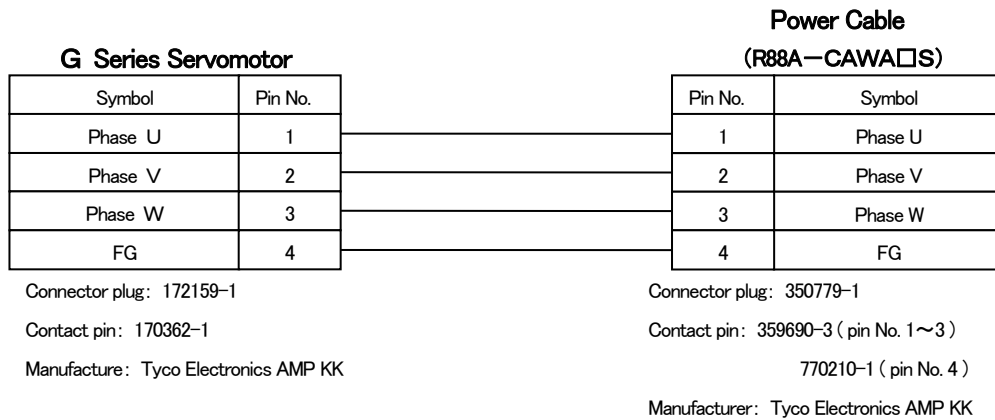 Power Cable
G Series Servomotor
(R88A－CAWA□S)
Symbol Pin No.
Phase U 1
Phase V 2
Phase W 3
FG 4
Pin No. Symbol
1 Phase U
2 Phase V
3 Phase W
4 FG
Connector plug: 172159-1
Contact pin: 170362-1
Manufacture: Tyco Electronics AMP KK
Connector plug: 350779-1
Contact pin: 359690-3 ( pin No. 1～3 )
770210-1 ( pin No. 4 )
Manufacturer: Tyco Electronics AMP KK